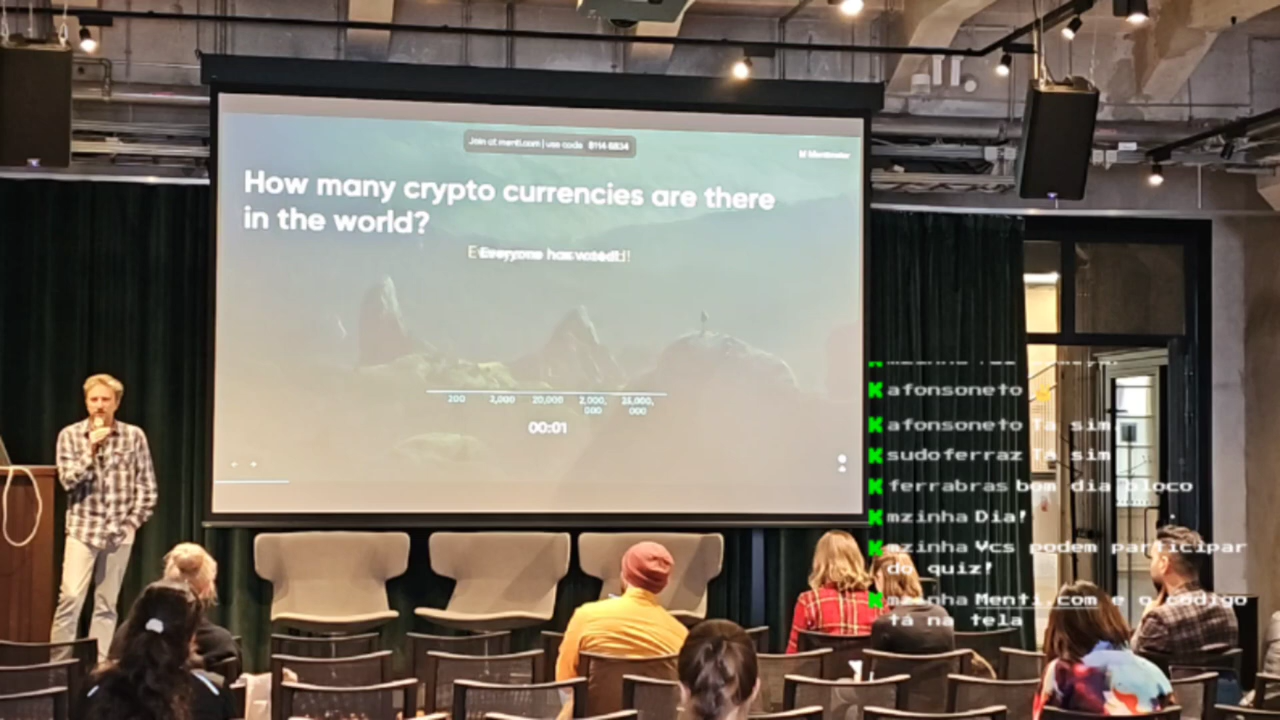 Join at menti.com | use code 8114 6834
Mentimeter
How many crypto currencies are there
in the world?
Everyone has voted!
200 2,000 20,000 2,000,000 25,000,000
00:01
afonsoneto
afonsoneto Tá sim
sudoferraz Tá sim
ferrabras bom dia bloco
mzinha Dia!
mzinha Vcs podem participar
do quiz!
mzinha Menti.com e o código
tá na tela